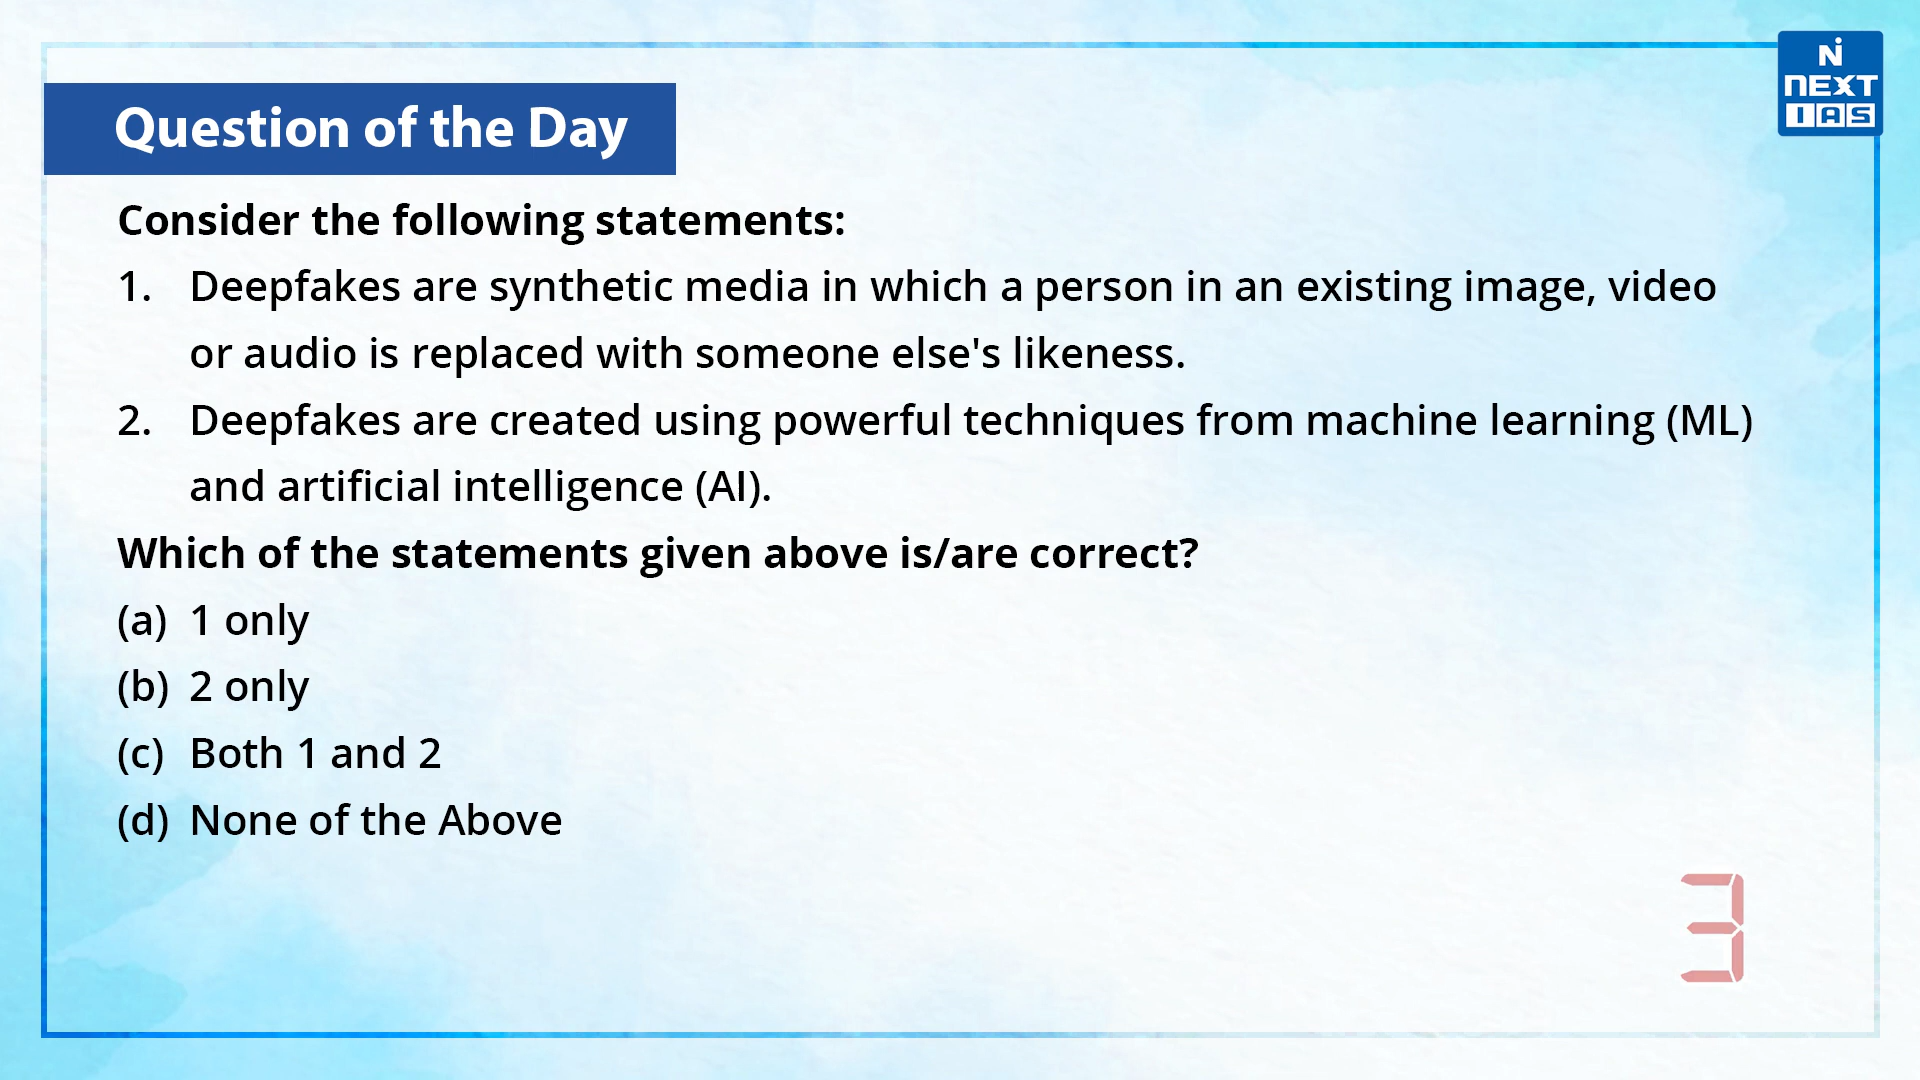 N
NEXT
IAS
Question of the Day
Consider the following statements:
1. Deepfakes are synthetic media in which a person in an existing image, video
or audio is replaced with someone else's likeness.
2. Deepfakes are created using powerful techniques from machine learning (ML)
and artificial intelligence (AI).
Which of the statements given above is/are correct?
(a) 1 only
(b) 2 only
(c) Both 1 and 2
(d) None of the Above
3